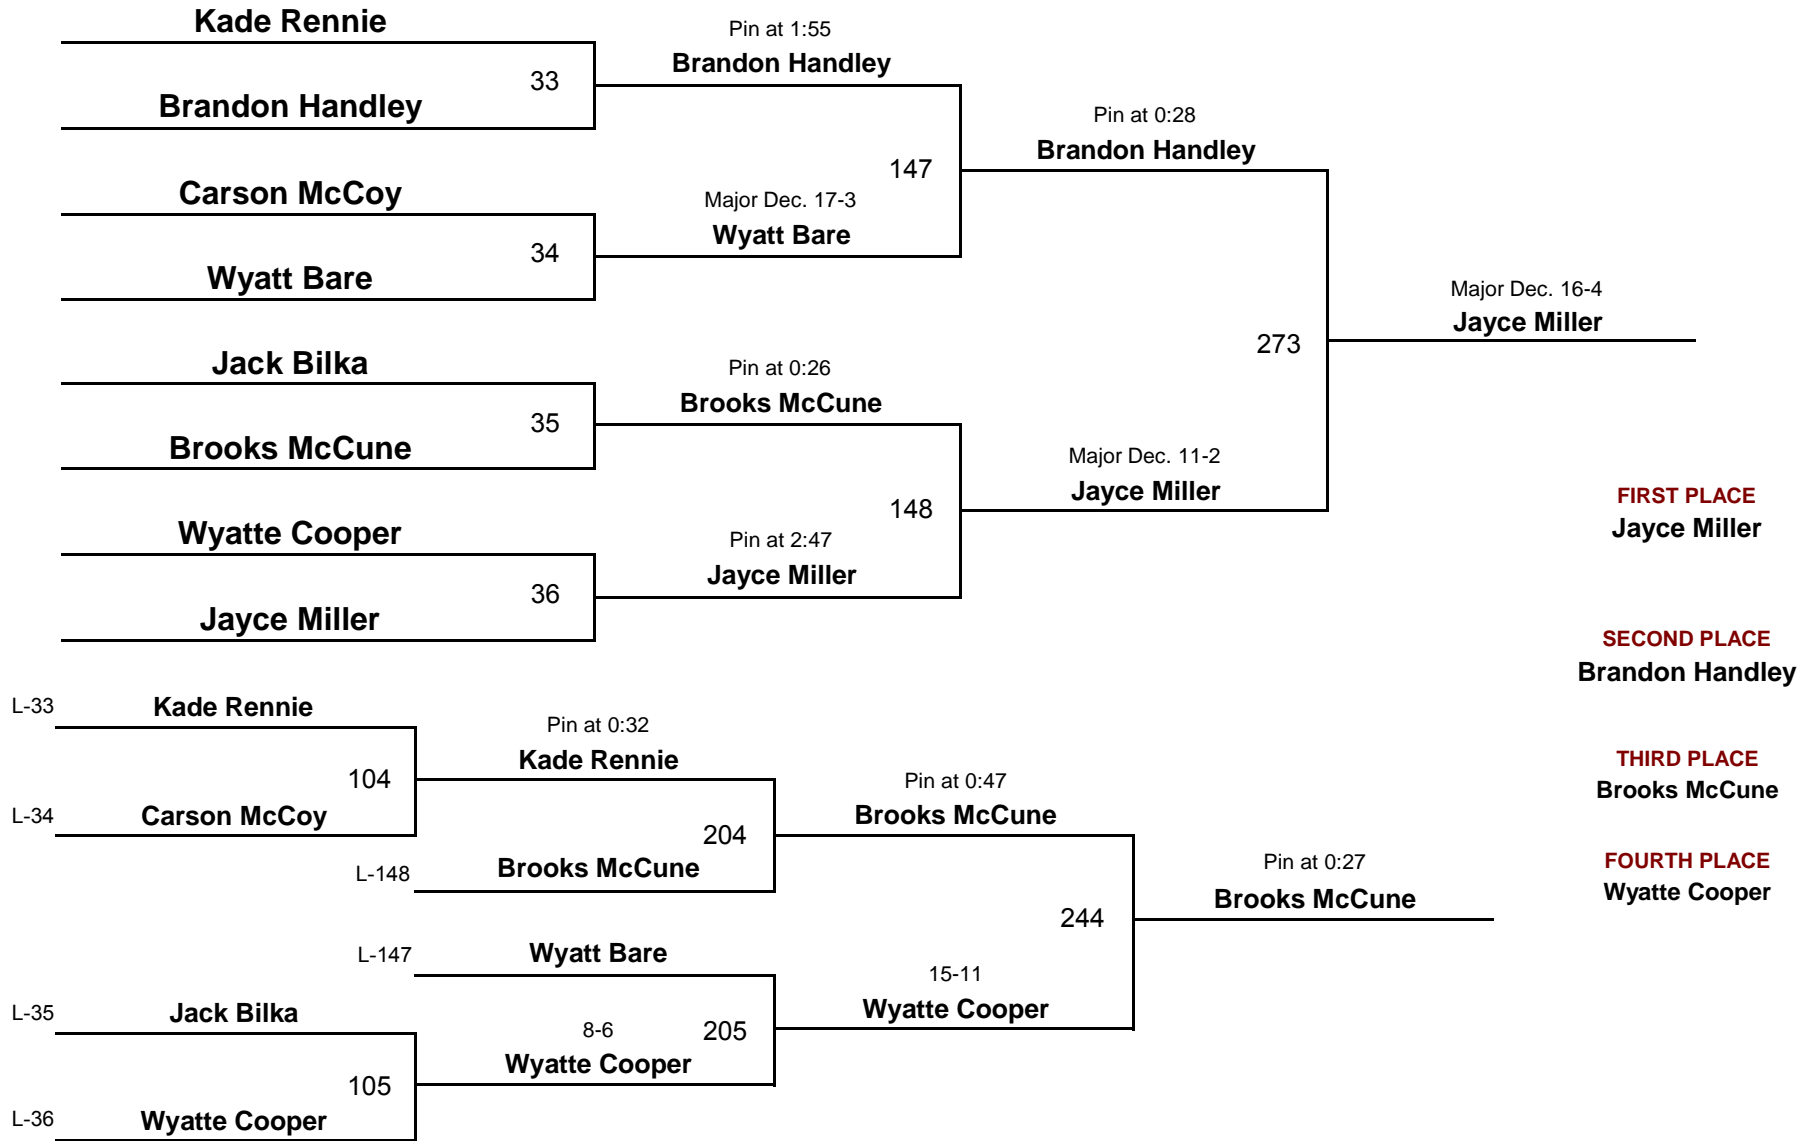 Kade Rennie
33
Brandon Handley
Carson McCoy
34
Wyatt Bare
Jack Bilka
35
Brooks McCune
Wyatte Cooper
36
Jayce Miller
Pin at 1:55
Brandon Handley
147
Major Dec. 17-3
Wyatt Bare
Pin at 0:26
Brooks McCune
148
Pin at 2:47
Jayce Miller
Pin at 0:28
Brandon Handley
273
Major Dec. 11-2
Jayce Miller
Major Dec. 16-4
Jayce Miller
FIRST PLACE
Jayce Miller
SECOND PLACE
Brandon Handley
THIRD PLACE
Brooks McCune
FOURTH PLACE
Wyatte Cooper
L-33 Kade Rennie
104
L-34 Carson McCoy
Pin at 0:32
Kade Rennie
204
L-148 Brooks McCune
L-147 Wyatt Bare
205
L-35 Jack Bilka
105
L-36 Wyatte Cooper
8-6
Wyatte Cooper
Pin at 0:47
Brooks McCune
244
15-11
Wyatte Cooper
Pin at 0:27
Brooks McCune